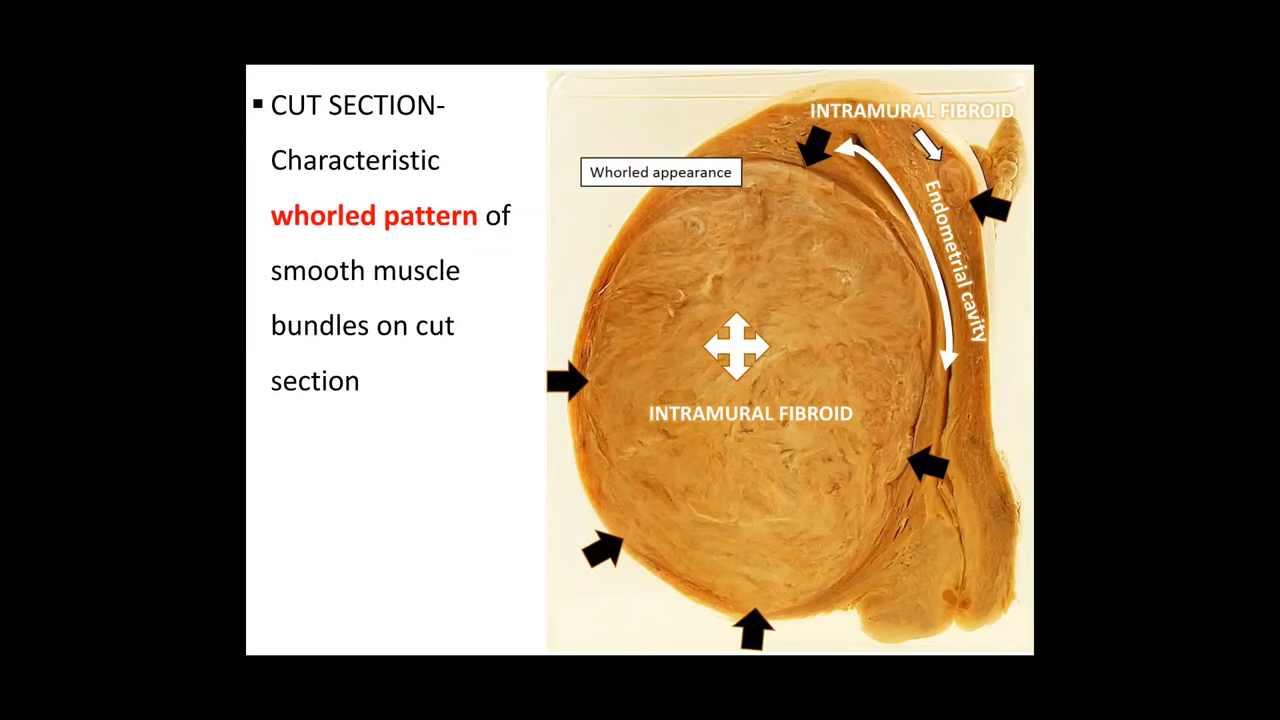 ▪ CUT SECTION-
Characteristic
whorled pattern of
smooth muscle
bundles on cut
section
INTRAMURAL FIBROID
Whorled appearance
Endometrial cavity
INTRAMURAL FIBROID